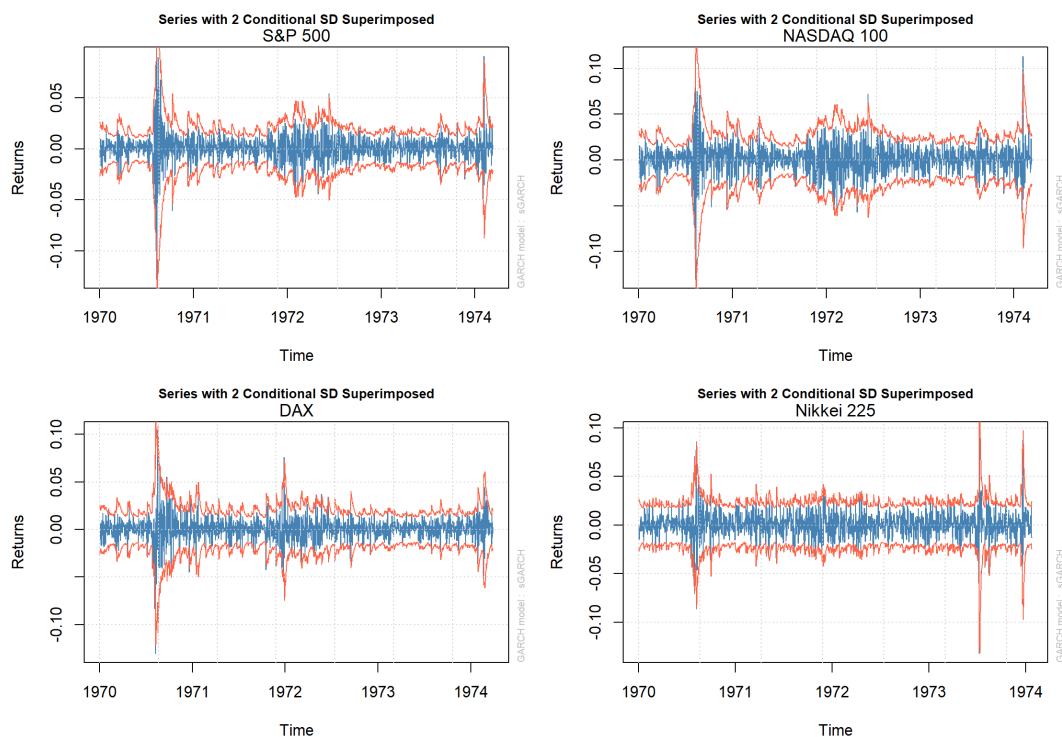 Series with 2 Conditional SD Superimposed
S&P 500
Returns
0.05
0.00
-0.05
-0.10
GARCH model : sGARCH
1970
1971
1972
1973
1974
Time
Series with 2 Conditional SD Superimposed
NASDAQ 100
Returns
0.10
0.05
0.00
-0.10
GARCH model : sGARCH
1970
1971
1972
1973
1974
Time
Series with 2 Conditional SD Superimposed
DAX
Returns
0.10
0.05
0.00
-0.10
GARCH model : sGARCH
1970
1971
1972
1973
1974
Time
Series with 2 Conditional SD Superimposed
Nikkei 225
Returns
0.10
0.05
0.00
-0.05
-0.10
GARCH model : sGARCH
1970
1971
1972
1973
1974
Time